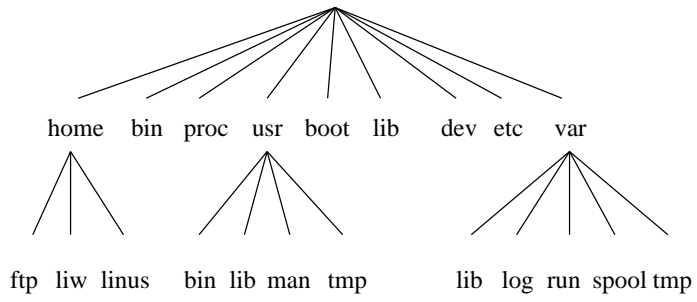 home bin proc usr boot lib dev etc var
ftp liw linus bin lib man tmp lib log run spool tmp